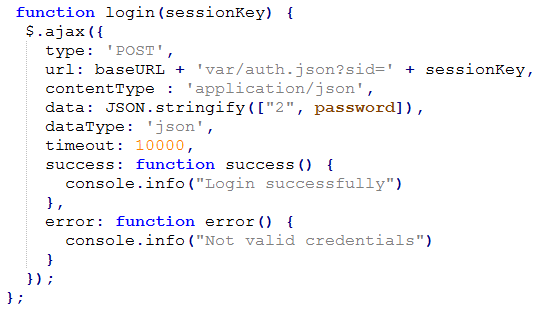 function login(sessionKey) {
$.ajax({
type: 'POST',
url: baseURL + 'var/auth.json?sid=' + sessionKey,
contentType : 'application/json',
data: JSON.stringify(["2", password]),
dataType: 'json',
timeout: 10000,
success: function success() {
console.info("Login successfully")
},
error: function error() {
console.info("Not valid credentials")
}
});
};